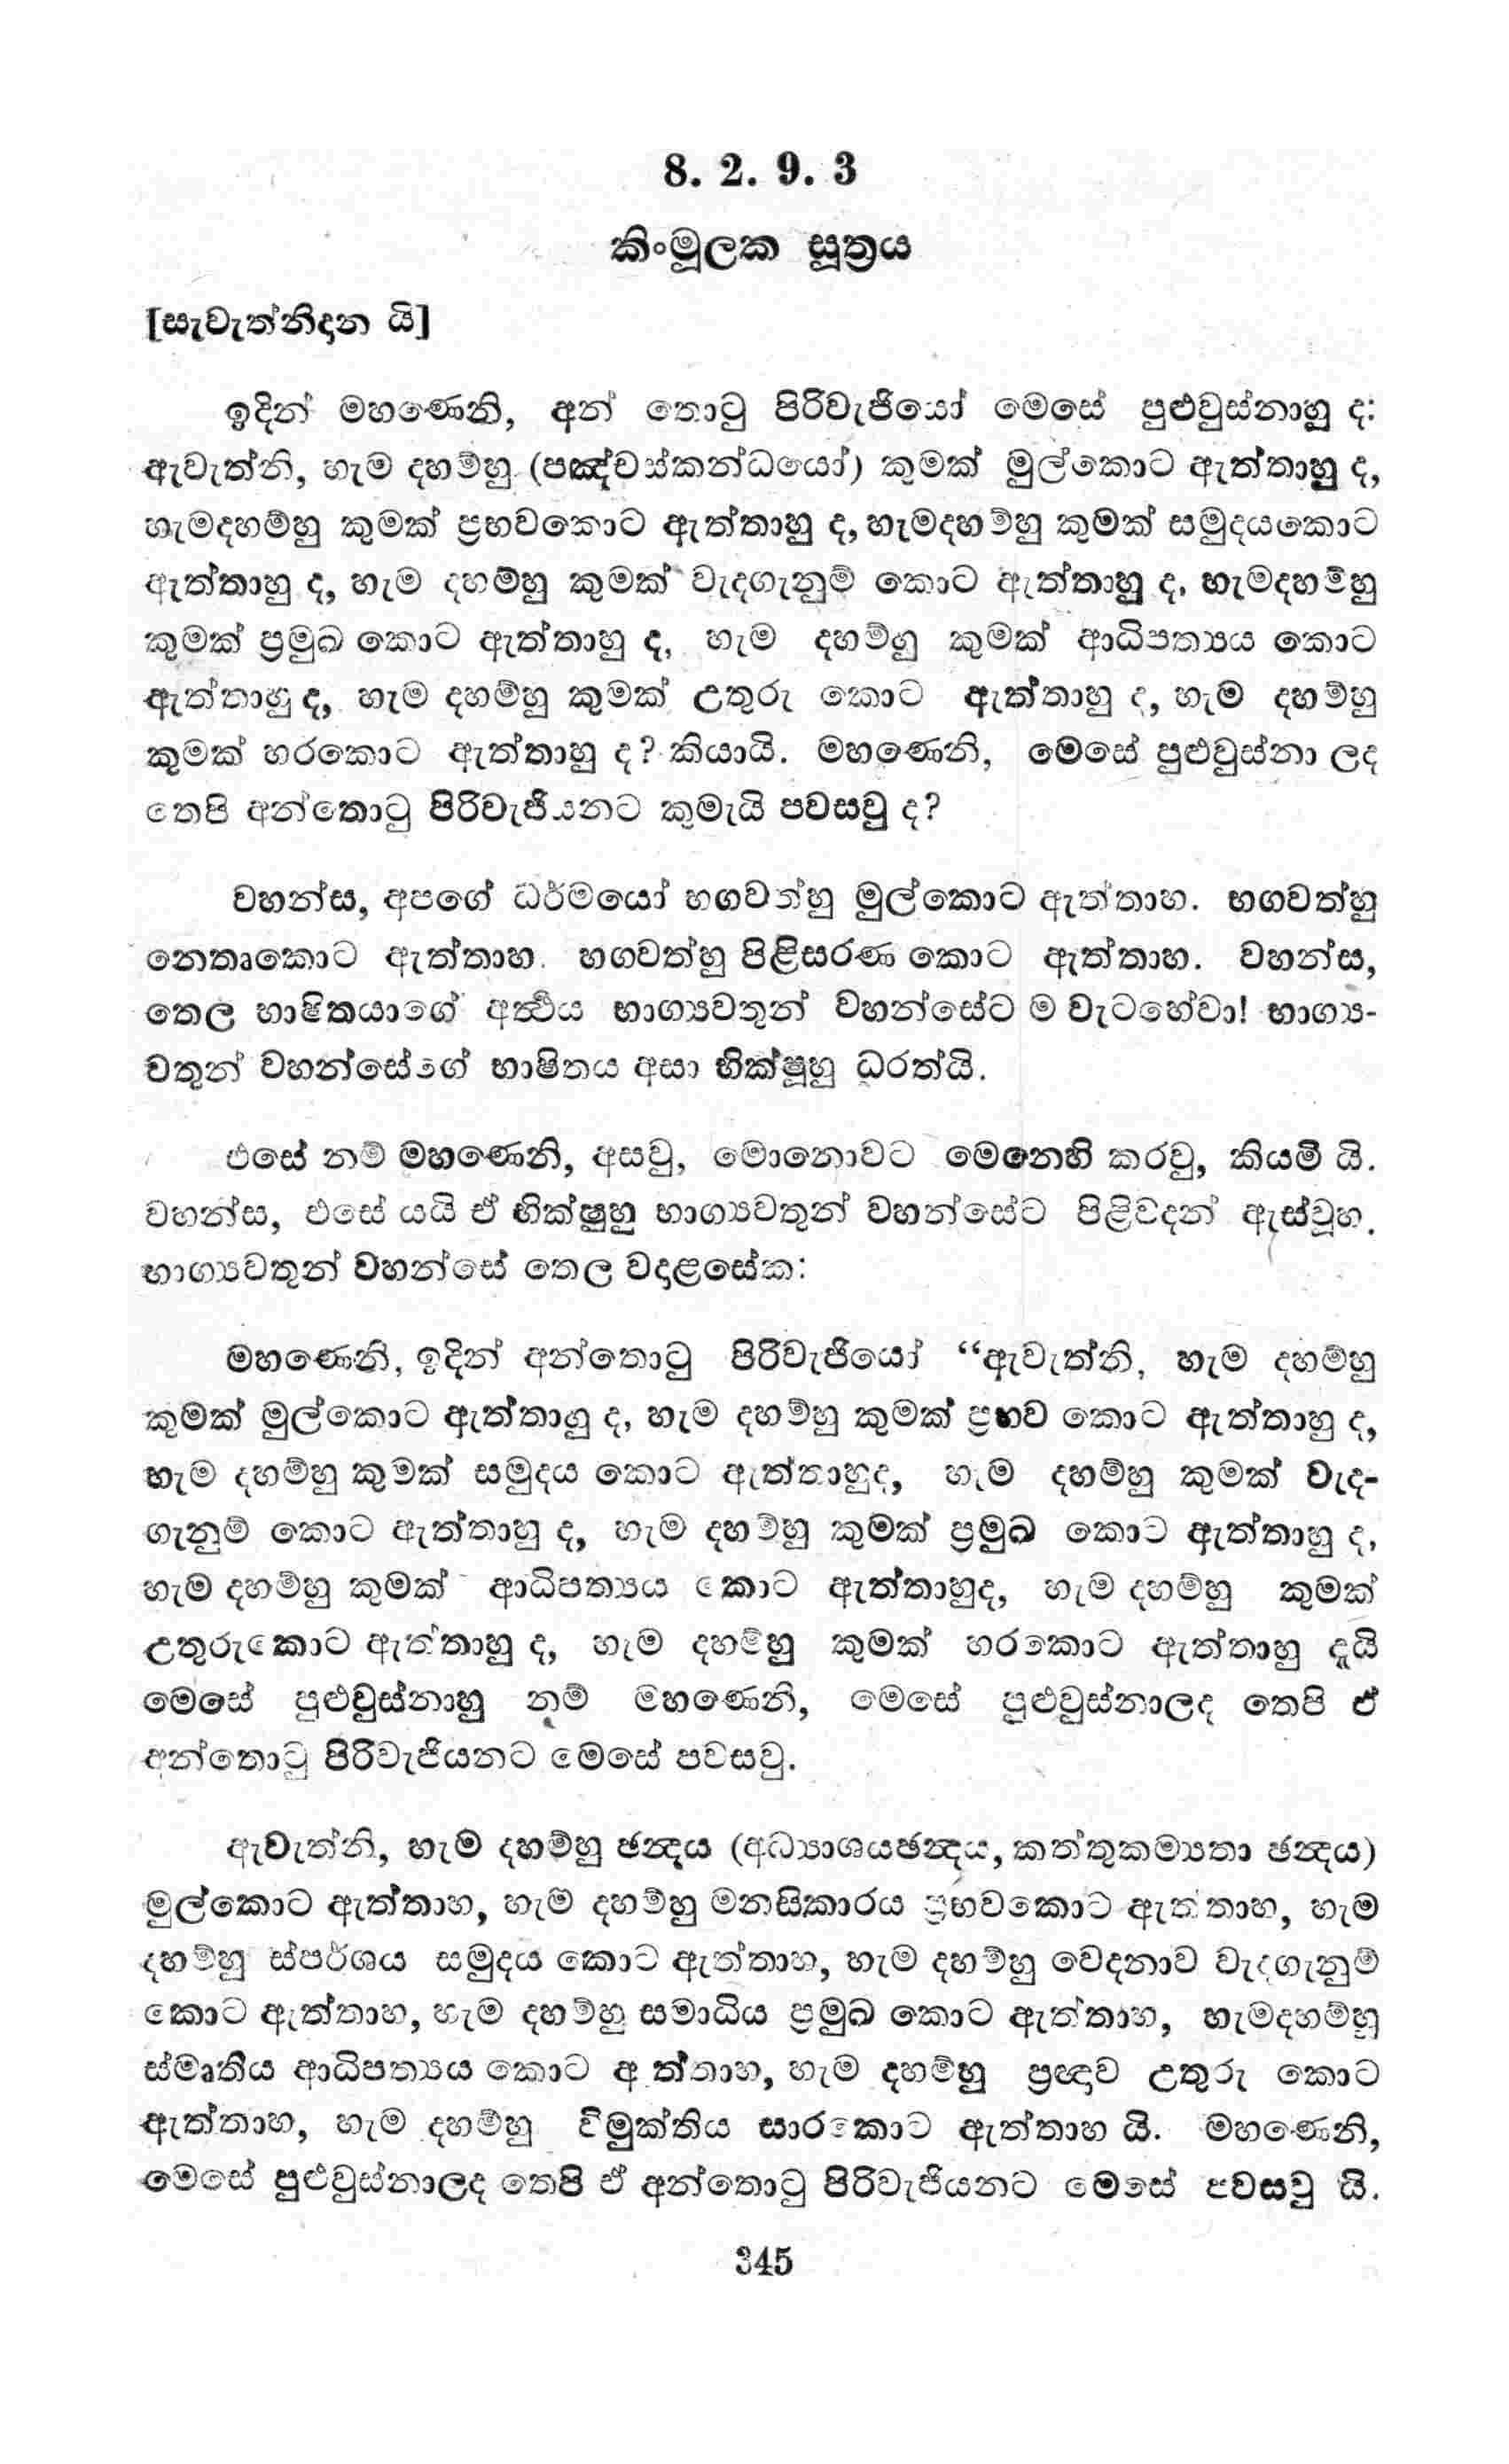 8. 2. 9. 3
කිංමූලක සූත්‍රය
[සැවැත්නිදාන යි]
ඉදින් මහණෙනි, අන් තොටු පිරිවැජියෝ මෙසේ පුළුවුස්නාහු ද:
ඇවැත්නි, හැම දහම්හු (පඤ්චස්කන්ධයෝ) කුමක් මුල්කොට ඇත්තාහු ද,
හැමදහම්හු කුමක් ප්‍රභවකොට ඇත්තාහු ද, හැමදහම්හු කුමක් සමුදයකොට
ඇත්තාහු ද, හැම දහම්හු කුමක් වැදගැනුම් කොට ඇත්තාහු ද, හැමදහම්හු
කුමක් ප්‍රමුඛ කොට ඇත්තාහු ද, හැම දහම්හු කුමක් ආධිපත්‍යය කොට
ඇත්තාහු ද, හැම දහම්හු කුමක් උතුරු කොට ඇත්තාහු ද, හැම දහම්හු
කුමක් හරකොට ඇත්තාහු ද? කියායි. මහණෙනි, මෙසේ පුළුවුස්නා ලද
තෙපි අන්තොටු පිරිවැජියනට කුමැයි පවසවු ද?
වහන්ස, අපගේ ධර්මයෝ භගවත්හු මුල්කොට ඇත්තාහ. භගවත්හු
නෙතෘකොට ඇත්තාහ. භගවත්හු පිළිසරණ කොට ඇත්තාහ. වහන්ස,
තෙල භාෂිතයාගේ අර්‍ත්‍ථය භාග්‍යවතුන් වහන්සේට ම වැටහේවා! භාග්‍ය-
වතුන් වහන්සේගේ භාෂිතය අසා භික්ෂූහු ධරත්යි.
එසේ නම් මහණෙනි, අසවු, මොනොවට මෙනෙහි කරවු, කියමි යි.
වහන්ස, එසේ යයි ඒ භික්ෂුහු භාග්‍යවතුන් වහන්සේට පිළිවදන් ඇස්වූහ.
භාග්‍යවතුන් වහන්සේ තෙල වදාළසේක:
මහණෙනි, ඉදින් අන්තොටු පිරිවැජියෝ “ඇවැත්නි, හැම දහම්හු
කුමක් මුල්කොට ඇත්තාහු ද, හැම දහම්හු කුමක් ප්‍රභව කොට ඇත්තාහු ද,
හැම දහම්හු කුමක් සමුදය කොට ඇත්තාහුද, හැම දහම්හු කුමක් වැද-
ගැනුම් කොට ඇත්තාහු ද, හැම දහම්හු කුමක් ප්‍රමුඛ කොට ඇත්තාහු ද,
හැම දහම්හු කුමක් ආධිපත්‍යය කොට ඇත්තාහුද, හැම දහම්හු කුමක්
උතුරුකොට ඇත්තාහු ද, හැම දහම්හු කුමක් හරකොට ඇත්තාහු දැයි
මෙසේ පුළුවුස්නාහු නම් මහණෙනි, මෙසේ පුළුවුස්නාලද තෙපි ඒ
අන්තොටු පිරිවැජියනට මෙසේ පවසවු.
ඇවැත්නි, හැම දහම්හු ඡන්‍දය (අධ්‍යාශයඡන්‍දය, කත්තුකම්‍යතා ඡන්‍දය)
මුල්කොට ඇත්තාහ, හැම දහම්හු මනසිකාරය ප්‍රභවකොට ඇත්තාහ, හැම
දහම්හු ස්පර්ශය සමුදය කොට ඇත්තාහ, හැම දහම්හු වෙදනාව වැදගැනුම්
කොට ඇත්තාහ, හැම දහම්හු සමාධිය ප්‍රමුඛ කොට ඇත්තාහ, හැමදහම්හු
ස්මෘතිය ආධිපත්‍යය කොට ඇත්තාහ, හැම දහම්හු ප්‍රඥාව උතුරු කොට
ඇත්තාහ, හැම දහම්හු විමුක්තිය සාරකොට ඇත්තාහ යි. මහණෙනි,
මෙසේ පුළුවුස්නාලද තෙපි ඒ අන්තොටු පිරිවැජියනට මෙසේ පවසවු යි.
345